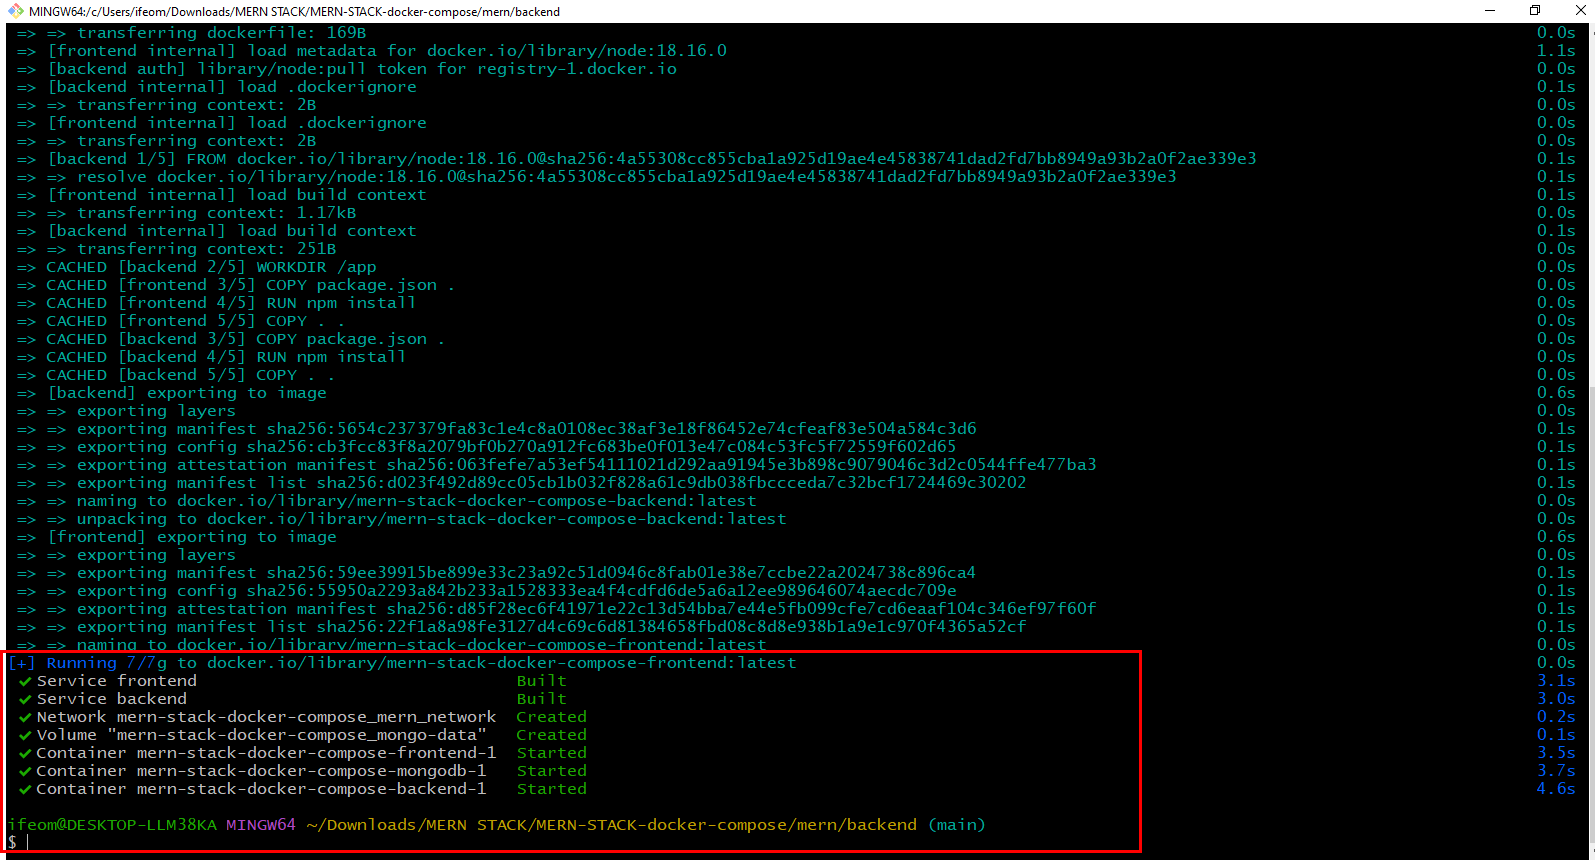 MINGW64:/c/Users/ifeom/Downloads/MERN STACK/MERN-STACK-docker-compose/mern/backend
=> => transferring dockerfile: 169B 0.0s
=> [frontend internal] load metadata for docker.io/library/node:18.16.0 1.1s
=> [backend auth] library/node:pull token for registry-1.docker.io 0.0s
=> [backend internal] load .dockerignore 0.1s
=> => transferring context: 2B 0.0s
=> [frontend internal] load .dockerignore 0.0s
=> => transferring context: 2B 0.0s
=> [backend 1/5] FROM docker.io/library/node:18.16.0@sha256:4a55308cc855cba1a925d19ae4e45838741dad2fd7bb8949a93b2a0f2ae339e3 0.1s
=> => resolve docker.io/library/node:18.16.0@sha256:4a55308cc855cba1a925d19ae4e45838741dad2fd7bb8949a93b2a0f2ae339e3 0.1s
=> [frontend internal] load build context 0.1s
=> => transferring context: 1.17kB 0.0s
=> [backend internal] load build context 0.1s
=> => transferring context: 251B 0.0s
=> CACHED [backend 2/5] WORKDIR /app 0.0s
=> CACHED [frontend 3/5] COPY package.json . 0.0s
=> CACHED [frontend 4/5] RUN npm install 0.0s
=> CACHED [frontend 5/5] COPY . . 0.0s
=> CACHED [backend 3/5] COPY package.json . 0.0s
=> CACHED [backend 4/5] RUN npm install 0.0s
=> CACHED [backend 5/5] COPY . . 0.0s
=> [backend] exporting to image 0.6s
=> => exporting layers 0.0s
=> => exporting manifest sha256:5654c237379fa83c1e4c8a0108ec38af3e18f86452e74cfeaf83e504a584c3d6 0.1s
=> => exporting config sha256:cb3fcc83f8a2079bf0b270a912fc683be0f013e47c084c53fc5f72559f602d65 0.1s
=> => exporting attestation manifest sha256:063fefe7a53ef54111021d292aa91945e3b898c9079046c3d2c0544ffe477ba3 0.1s
=> => exporting manifest list sha256:d023f492d89cc05cb1b032f828a61c9db038fbccceda7c32bcf1724469c30202 0.1s
=> => naming to docker.io/library/mern-stack-docker-compose-backend:latest 0.0s
=> => unpacking to docker.io/library/mern-stack-docker-compose-backend:latest 0.0s
=> [frontend] exporting to image 0.6s
=> => exporting layers 0.0s
=> => exporting manifest sha256:59ee39915be899e33c23a92c51d0946c8fab01e38e7ccbe22a2024738c896ca4 0.1s
=> => exporting config sha256:55950a2293a842b233a1528333ea4f4cdfd6de5a6a12ee989646074aecdc709e 0.1s
=> => exporting attestation manifest sha256:d85f28ec6f41971e22c13d54bba7e44e5fb099cfe7cd6eaaf104c346ef97f60f 0.1s
=> => exporting manifest list sha256:22f1a8a98fe3127d4c69c6d81384658fbd08c8d8e938b1a9e1c970f4365a52cf 0.1s
=> => naming to docker.io/library/mern-stack-docker-compose-frontend:latest 0.0s
[+] Running 7/7g to docker.io/library/mern-stack-docker-compose-frontend:latest 0.0s
✔ Service frontend Built 3.1s
✔ Service backend Built 3.0s
✔ Network mern-stack-docker-compose_mern_network Created 0.2s
✔ Volume "mern-stack-docker-compose_mongo-data" Created 0.1s
✔ Container mern-stack-docker-compose-frontend-1 Started 3.5s
✔ Container mern-stack-docker-compose-mongodb-1 Started 3.7s
✔ Container mern-stack-docker-compose-backend-1 Started 4.6s
ifeom@DESKTOP-LLM38KA MINGW64 ~/Downloads/MERN STACK/MERN-STACK-docker-compose/mern/backend (main)
$